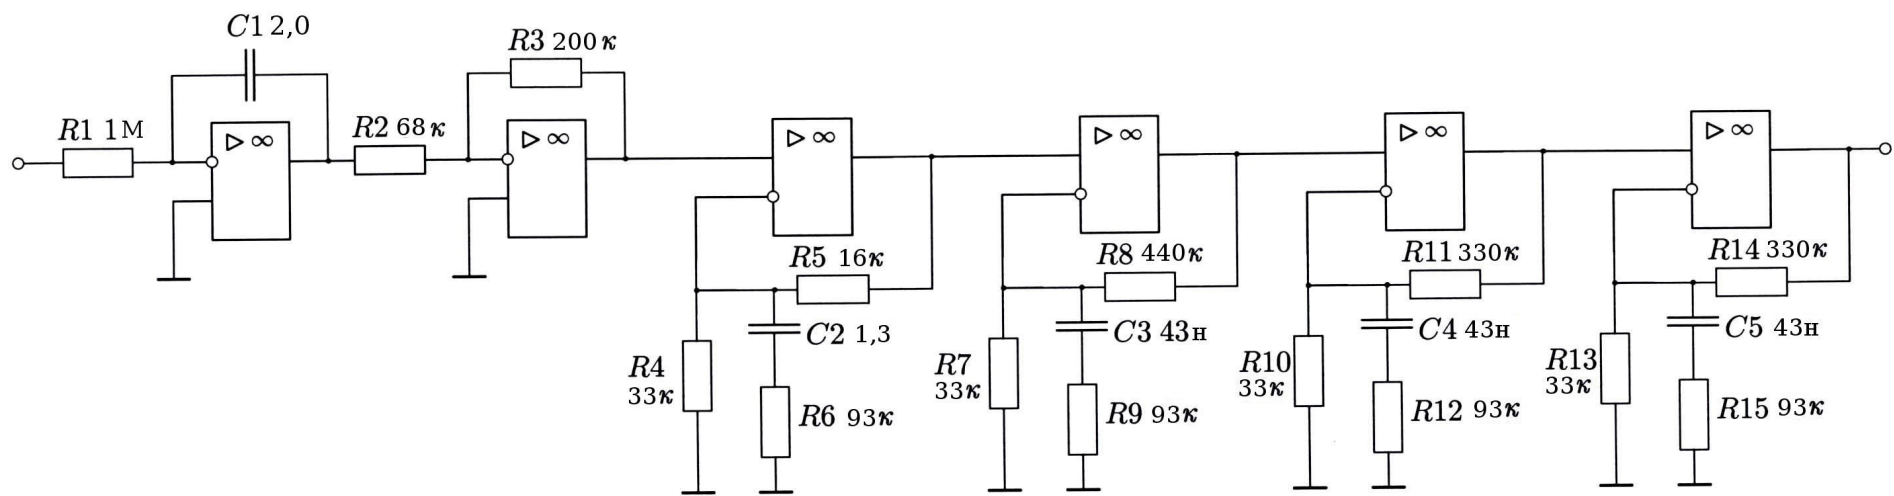 C1 2,0
R3 200к
R1 1М
R2 68к
▷ ∞
▷ ∞
▷ ∞
▷ ∞
▷ ∞
▷ ∞
R5 16к
R8 440к
R11 330к
R14 330к
C2 1,3
C3 43н
C4 43н
C5 43н
R4
33к
R7
33к
R10
33к
R13
33к
R6 93к
R9 93к
R12 93к
R15 93к